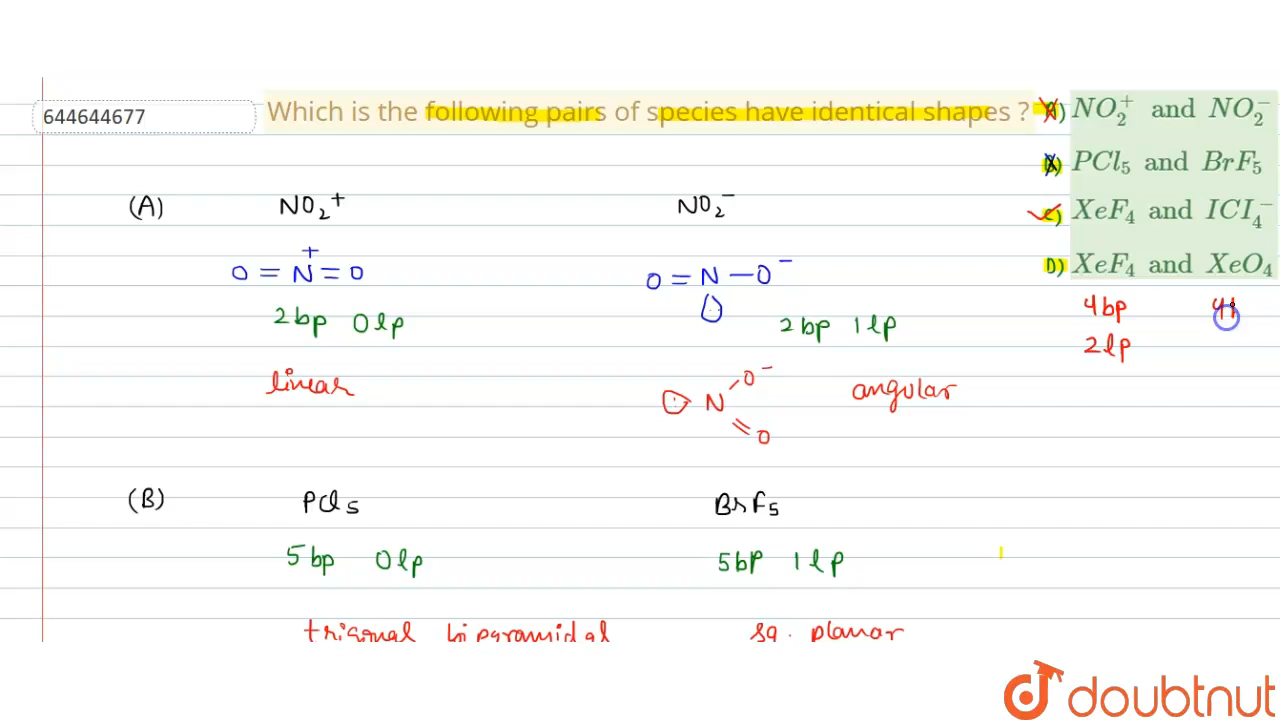 644644677
Which is the following pairs of species have identical shapes ?
A) NO2+ and NO2-
B) PCl5 and BrF5
C) XeF4 and ICI4-
D) XeF4 and XeO4
4bp
2lp
(A) NO2+ NO2-
O = N+ = O
O = N — O-
2bp 0lp
2bp 1lp
linear
O-
N
O
angular
(B) PCl5 BrF5
5bp 0lp
5bp 1lp
trigonal bipyramidal
sq. planar
doubtnut